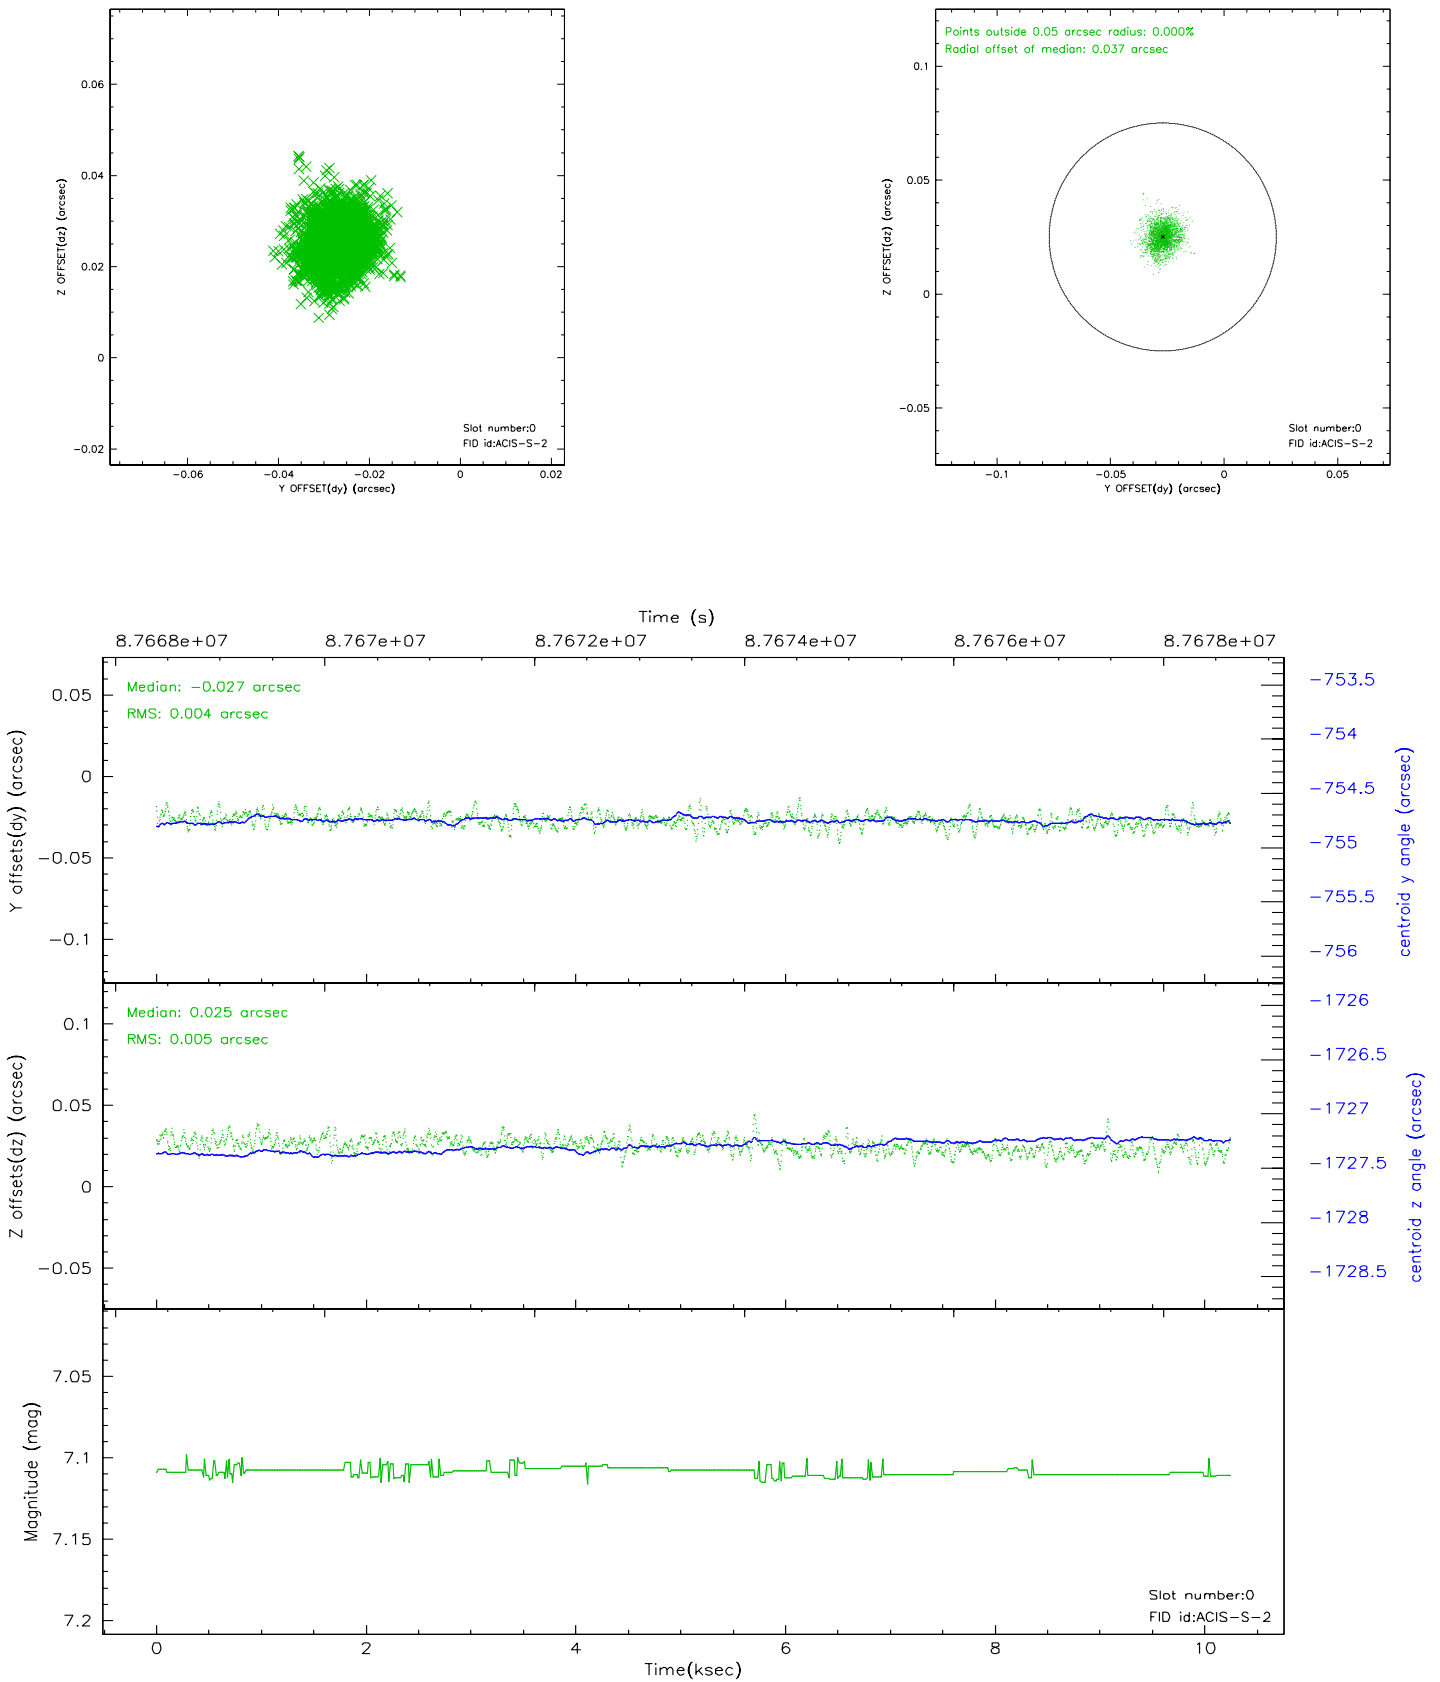 0.06
0.04
0.02
0
−0.02
Z OFFSET(dz) (arcsec)
Slot number:0
FID id:ACIS−S−2
−0.06
−0.04
−0.02
0
0.02
Y OFFSET(dy) (arcsec)
Points outside 0.05 arcsec radius: 0.000%
Radial offset of median: 0.037 arcsec
0.1
0.05
0
−0.05
Z OFFSET(dz) (arcsec)
Slot number:0
FID id:ACIS−S−2
−0.1
−0.05
0
0.05
Y OFFSET(dy) (arcsec)
Time (s)
8.7668e+07
8.767e+07
8.7672e+07
8.7674e+07
8.7676e+07
8.7678e+07
Median: −0.027 arcsec
RMS: 0.004 arcsec
0.05
0
−0.05
−0.1
Y offsets(dy) (arcsec)
−753.5
−754
−754.5
−755
−755.5
−756
centroid y angle (arcsec)
Median: 0.025 arcsec
RMS: 0.005 arcsec
0.1
0.05
0
−0.05
Z offsets(dz) (arcsec)
−1726
−1726.5
−1727
−1727.5
−1728
−1728.5
centroid z angle (arcsec)
7.05
7.1
7.15
7.2
Magnitude (mag)
Slot number:0
FID id:ACIS−S−2
0
2
4
6
8
10
Time(ksec)